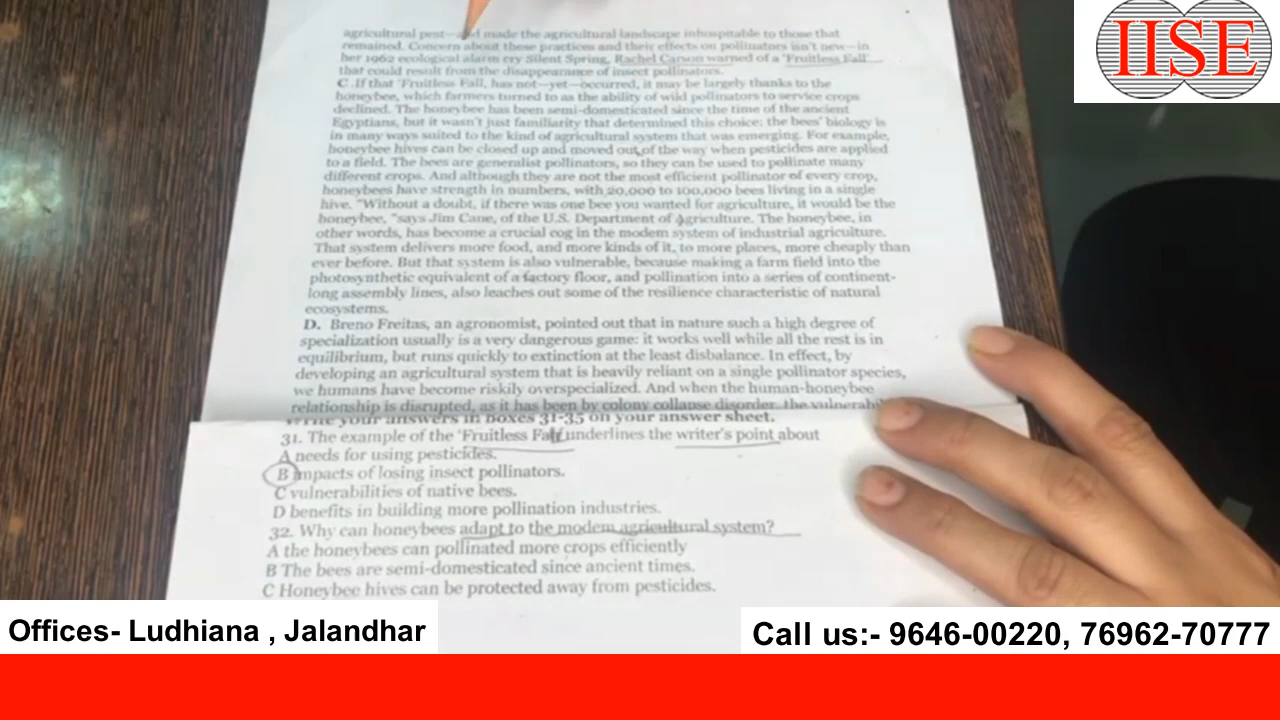 IISE
agricultural pest—and made the agricultural landscape inhospitable to those that
remained. Concern about these practices and their effects on pollinators isn't new—in
her 1962 ecological alarm cry Silent Spring, Rachel Carson warned of a 'Fruitless Fall'
that could result from the disappearance of insect pollinators.
C .If that 'Fruitless Fall, has not—yet—occurred, it may be largely thanks to the
honeybee, which farmers turned to as the ability of wild pollinators to service crops
declined. The honeybee has been semi-domesticated since the time of the ancient
Egyptians, but it wasn't just familiarity that determined this choice; the bees' biology is
in many ways suited to the kind of agricultural system that was emerging. For example,
honeybee hives can be closed up and moved out of the way when pesticides are applied
to a field. The bees are generalist pollinators, so they can be used to pollinate many
different crops. And although they are not the most efficient pollinator of every crop,
honeybees have strength in numbers, with 20,000 to 100,000 bees living in a single
hive. "Without a doubt, if there was one bee you wanted for agriculture, it would be the
honeybee, "says Jim Cane, of the U.S. Department of Agriculture. The honeybee, in
other words, has become a crucial cog in the modem system of industrial agriculture.
That system delivers more food, and more kinds of it, to more places, more cheaply than
ever before. But that system is also vulnerable, because making a farm field into the
photosynthetic equivalent of a factory floor, and pollination into a series of continent-
long assembly lines, also leaches out some of the resilience characteristic of natural
ecosystems.
D. Breno Freitas, an agronomist, pointed out that in nature such a high degree of
specialization usually is a very dangerous game: it works well while all the rest is in
equilibrium, but runs quickly to extinction at the least disbalance. In effect, by
developing an agricultural system that is heavily reliant on a single pollinator species,
we humans have become riskily overspecialized. And when the human-honeybee
relationship is disrupted, as it has been by colony collapse disorder, the
your answers in boxes 31-35 on your answer sheet.
31. The example of the 'Fruitless Fall' underlines the writer's point about
A needs for using pesticides.
B impacts of losing insect pollinators.
C vulnerabilities of native bees.
D benefits in building more pollination industries.
32. Why can honeybees adapt to the modem agricultural system?
A the honeybees can pollinated more crops efficiently
B The bees are semi-domesticated since ancient times.
C Honeybee hives can be protected away from pesticides.
Offices- Ludhiana , Jalandhar
Call us:- 9646-00220, 76962-70777